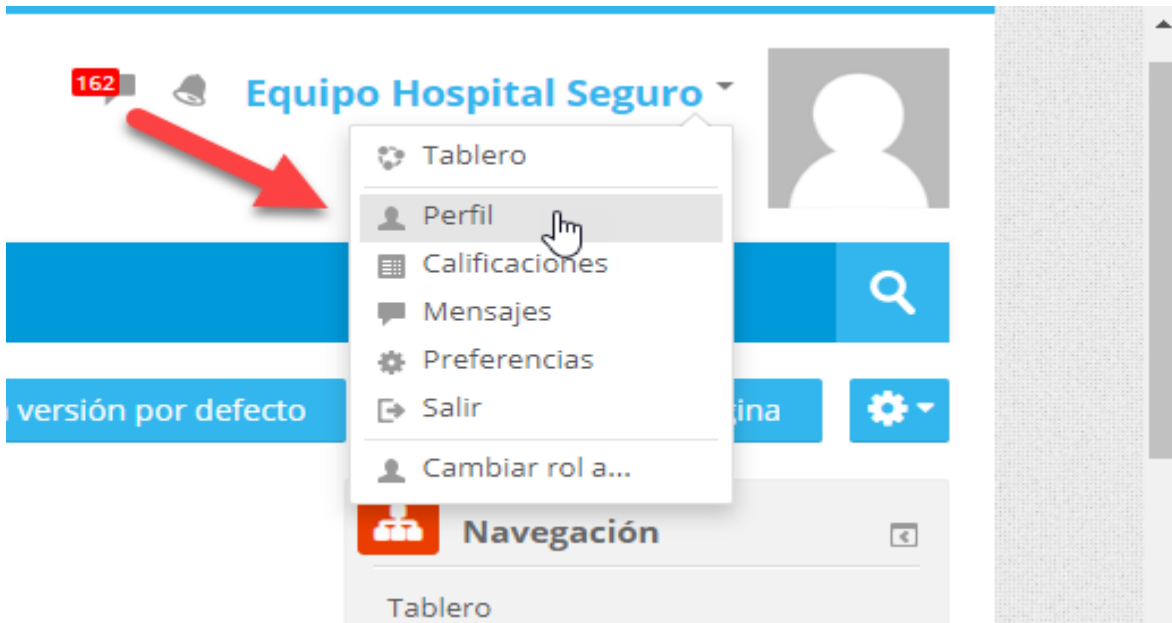 162
Equipo Hospital Seguro
Tablero
Perfil
Calificaciones
Mensajes
Preferencias
versión por defecto
Salir
Cambiar rol a...
Navegación
Tablero